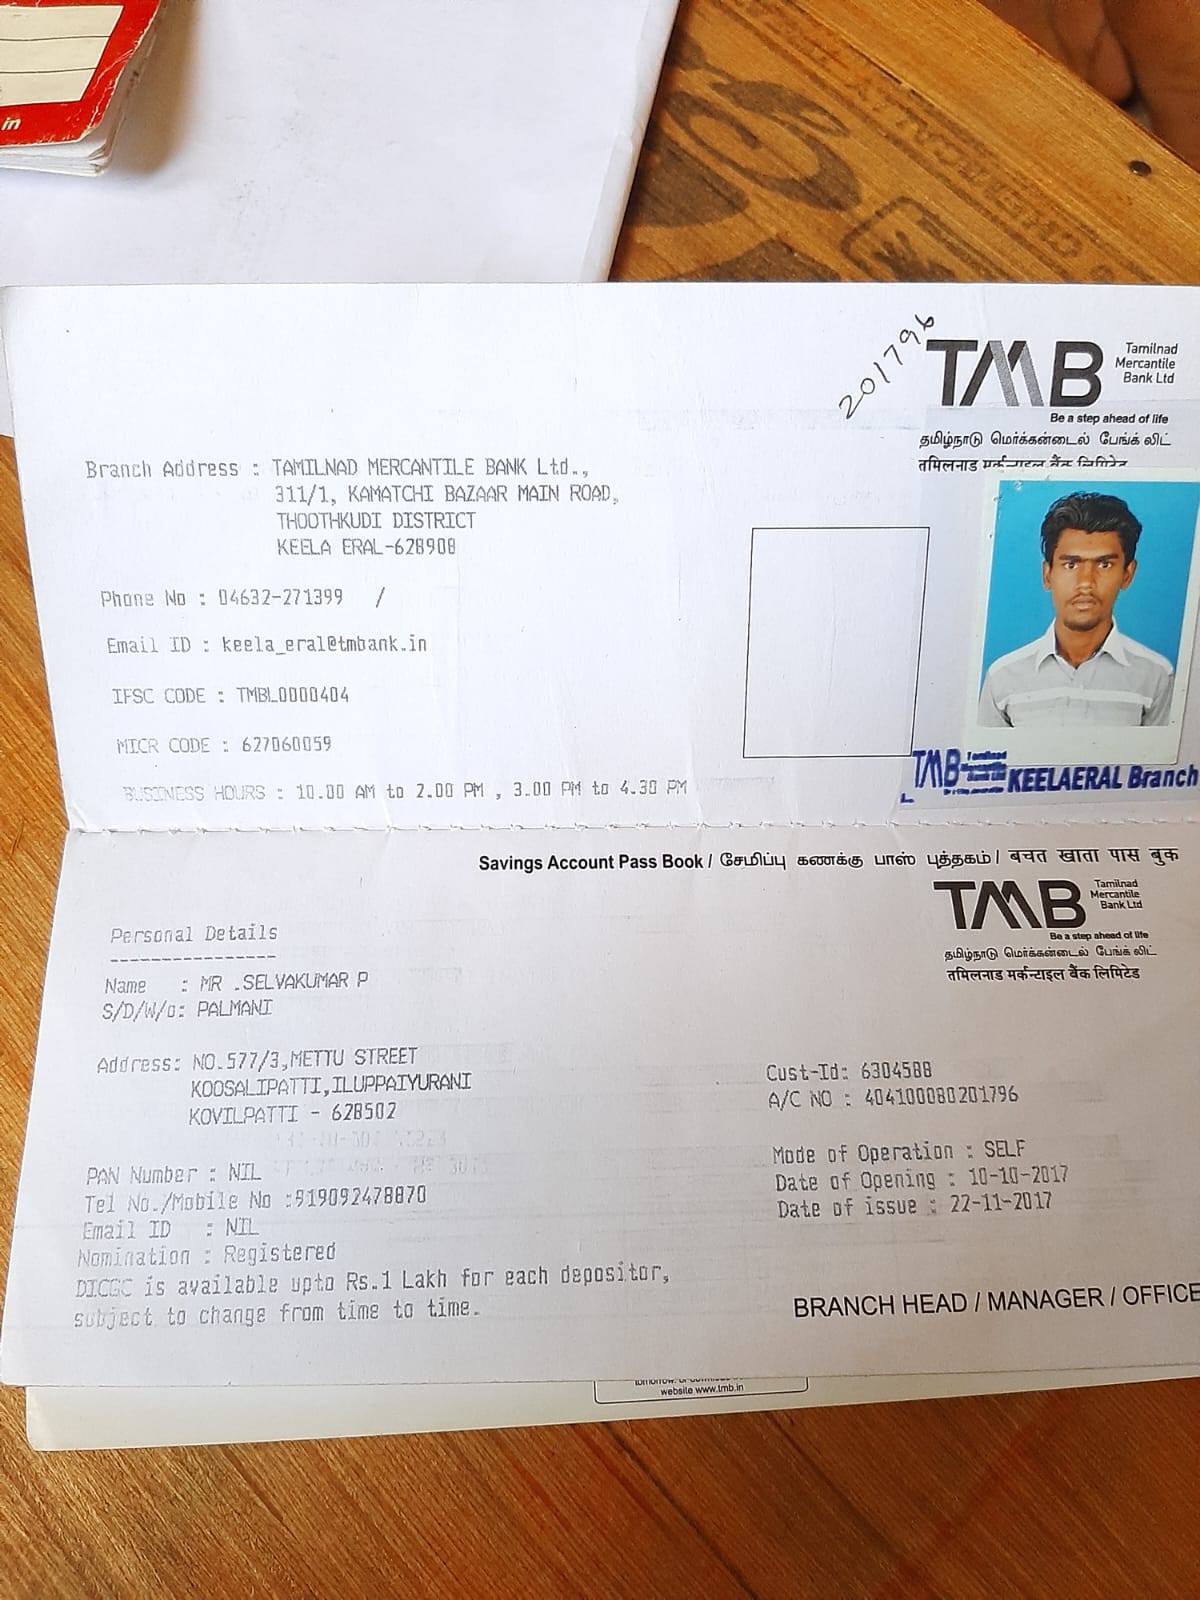 in
201796
TMB Tamilnad Mercantile Bank Ltd
Be a step ahead of life
தமிழ்நாடு மெர்க்கன்டைல் பேங்க் லிட்
तमिलनाड मर्कन्टाइल बैंक लिमिटेड
Branch Address : TAMILNAD MERCANTILE BANK Ltd.,
311/1, KAMATCHI BAZAAR MAIN ROAD,
THOOTHKUDI DISTRICT
KEELA ERAL-628908
Phone No : 04632-271399 /
Email ID : keela_eral@tmbank.in
IFSC CODE : TMBL0000404
MICR CODE : 627060059
BUSINESS HOURS : 10.00 AM to 2.00 PM , 3.00 PM to 4.30 PM
TMB Tamilnad Mercantile Bank Ltd KEELAERAL Branch
Savings Account Pass Book / சேமிப்பு கணக்கு பாஸ் புத்தகம் / बचत खाता पास बुक
TMB Tamilnad Mercantile Bank Ltd
Be a step ahead of life
தமிழ்நாடு மெர்க்கன்டைல் பேங்க் லிட்
तमिलनाड मर्कन्टाइल बैंक लिमिटेड
Personal Details
----------------
Name : MR .SELVAKUMAR P
S/D/W/o: PALMANI
Address: NO.577/3,METTU STREET
KOOSALIPATTI,ILUPPAIYURANI
KOVILPATTI - 628502
Cust-Id: 6304588
A/C NO : 404100080201796
PAN Number : NIL
Tel No./Mobile No :919092478870
Email ID : NIL
Nomination : Registered
Mode of Operation : SELF
Date of Opening : 10-10-2017
Date of issue : 22-11-2017
DICGC is available upto Rs.1 Lakh for each depositor,
subject to change from time to time.
BRANCH HEAD / MANAGER / OFFICE
website www.tmb.in